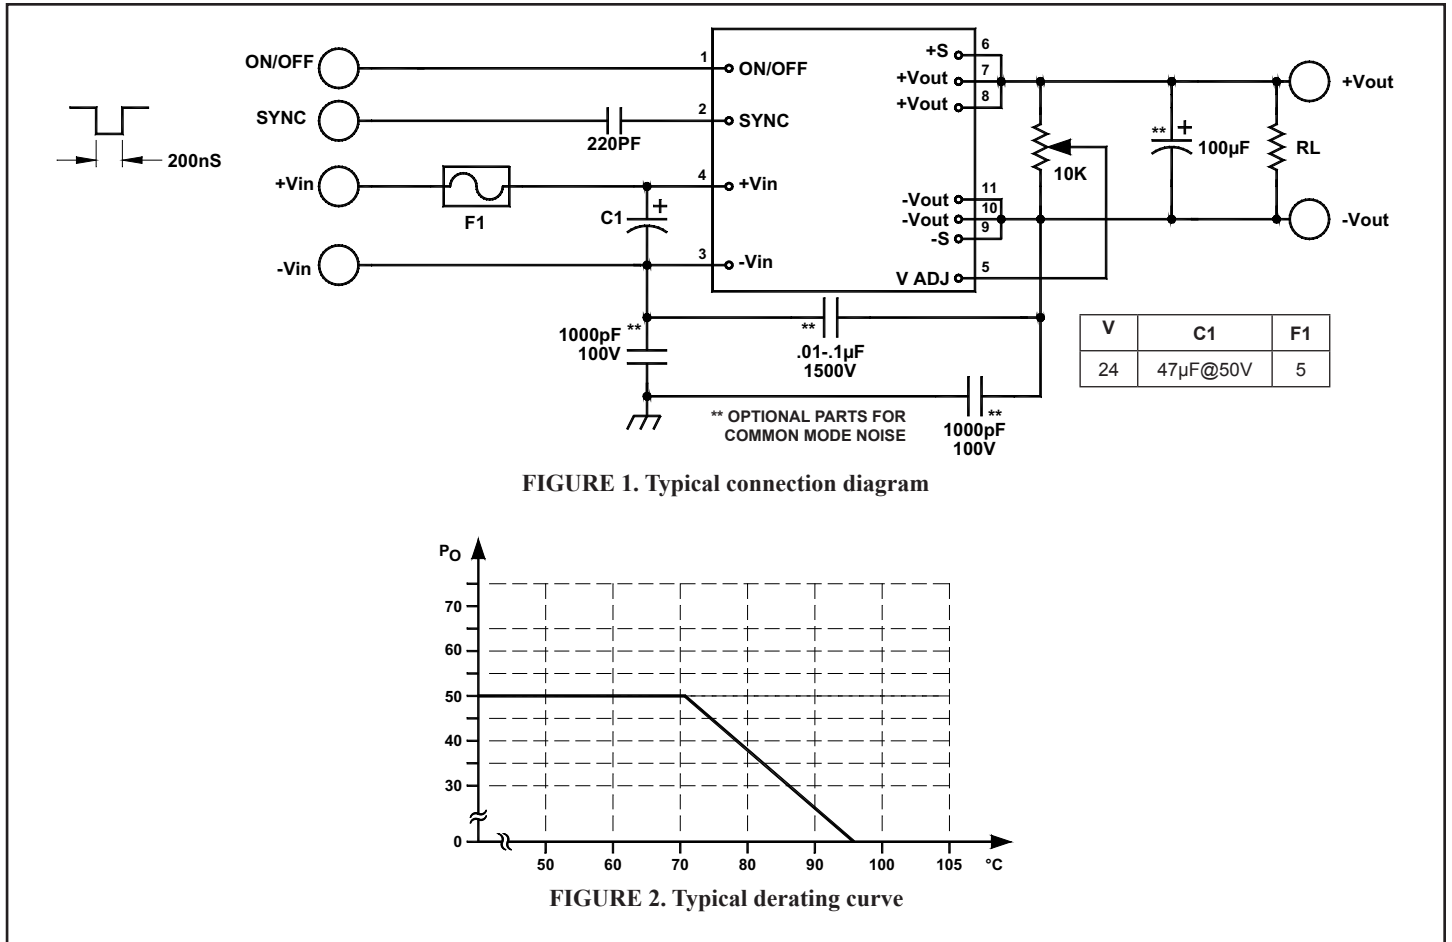 ON/OFF
1
ON/OFF
SYNC
220PF
2
SYNC
200nS
+Vin
F1
C1
+
4
+Vin
-Vin
3
-Vin
+S
6
+Vout
7
+Vout
8
-Vout
11
-Vout
10
-S
9
V ADJ
5
10K
**
+
100µF
RL
+Vout
-Vout
1000pF **
100V
**
.01-.1µF
1500V
**
1000pF
100V
** OPTIONAL PARTS FOR
COMMON MODE NOISE
V C1 F1
24 47µF@50V 5
FIGURE 1. Typical connection diagram
PO
70
60
50
40
30
0
50 60 70 80 90 100 105 °C
FIGURE 2. Typical derating curve